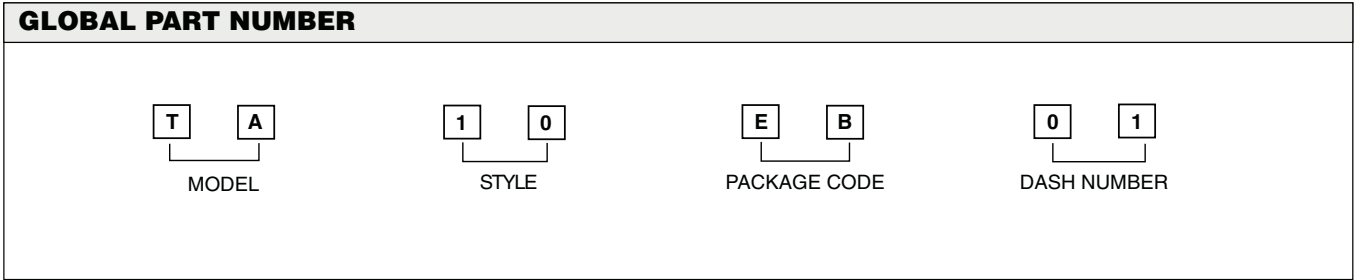 GLOBAL PART NUMBER
T A 1 0 E B 0 1
MODEL STYLE PACKAGE CODE DASH NUMBER